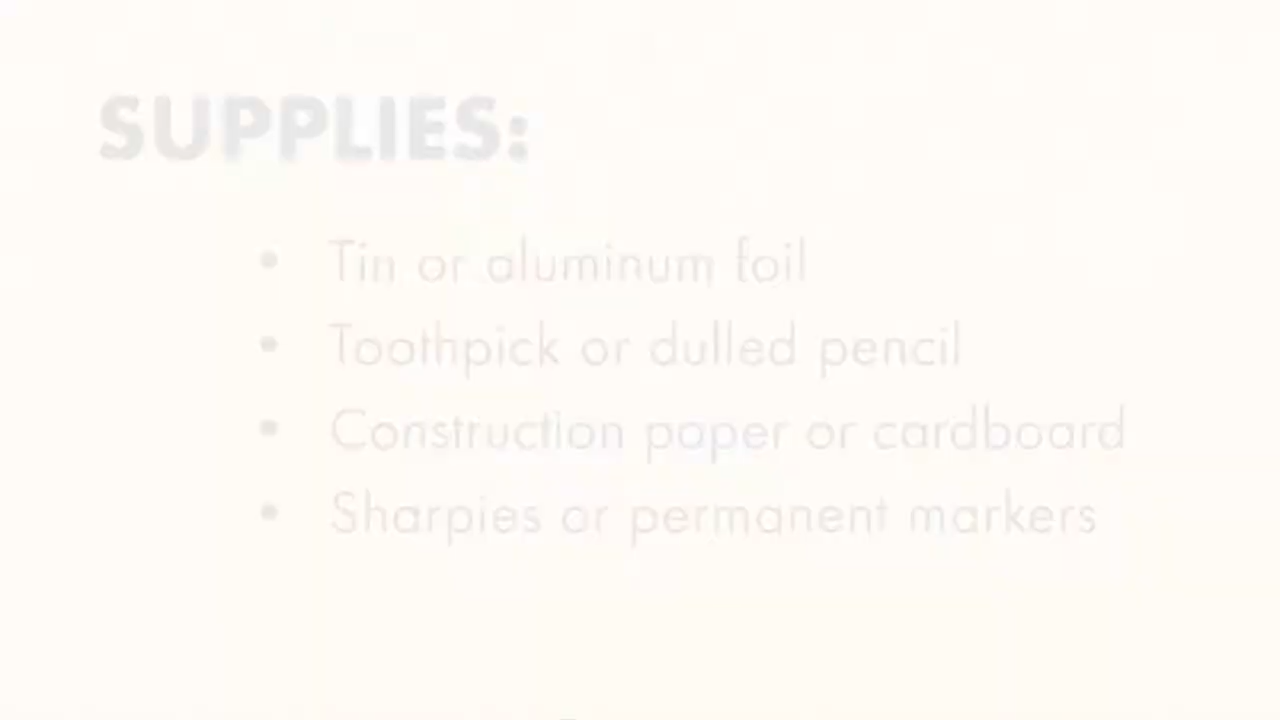 SUPPLIES:
• Tin or aluminum foil
• Toothpick or dulled pencil
• Construction paper or cardboard
• Sharpies or permanent markers